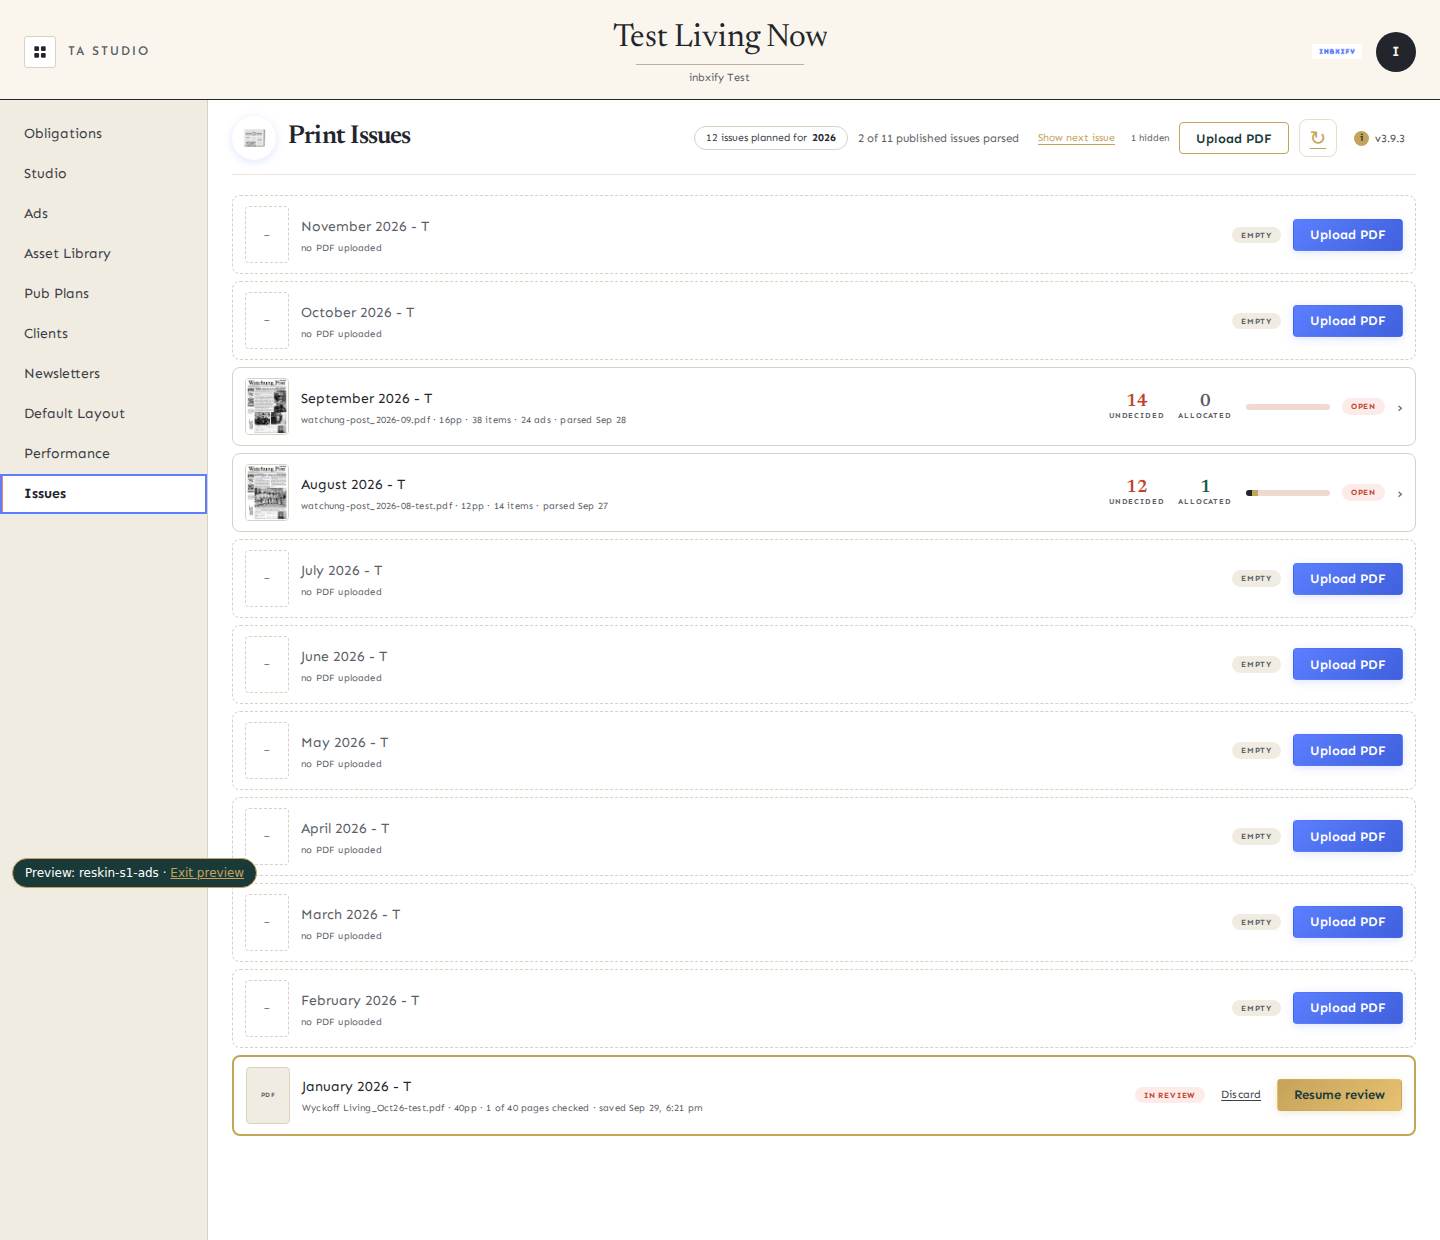 TA STUDIO
Test Living Now
inbxify Test
INBXIFY
I
Obligations
Studio
Ads
Asset Library
Pub Plans
Clients
Newsletters
Default Layout
Performance
Issues
Print Issues
12 issues planned for 2026
2 of 11 published issues parsed
Show next issue
1 hidden
Upload PDF
↻
i v3.9.3
– November 2026 - T
no PDF uploaded
EMPTY
Upload PDF
– October 2026 - T
no PDF uploaded
EMPTY
Upload PDF
Watchung Post
September 2026 - T
watchung-post_2026-09.pdf · 16pp · 38 items · 24 ads · parsed Sep 28
14 UNDECIDED
0 ALLOCATED
OPEN ›
Watchung Post
August 2026 - T
watchung-post_2026-08-test.pdf · 12pp · 14 items · parsed Sep 27
12 UNDECIDED
1 ALLOCATED
OPEN ›
– July 2026 - T
no PDF uploaded
EMPTY
Upload PDF
– June 2026 - T
no PDF uploaded
EMPTY
Upload PDF
– May 2026 - T
no PDF uploaded
EMPTY
Upload PDF
– April 2026 - T
no PDF uploaded
EMPTY
Upload PDF
Preview: reskin-s1-ads · Exit preview
– March 2026 - T
no PDF uploaded
EMPTY
Upload PDF
– February 2026 - T
no PDF uploaded
EMPTY
Upload PDF
PDF
January 2026 - T
Wyckoff Living_Oct26-test.pdf · 40pp · 1 of 40 pages checked · saved Sep 29, 6:21 pm
IN REVIEW
Discard
Resume review